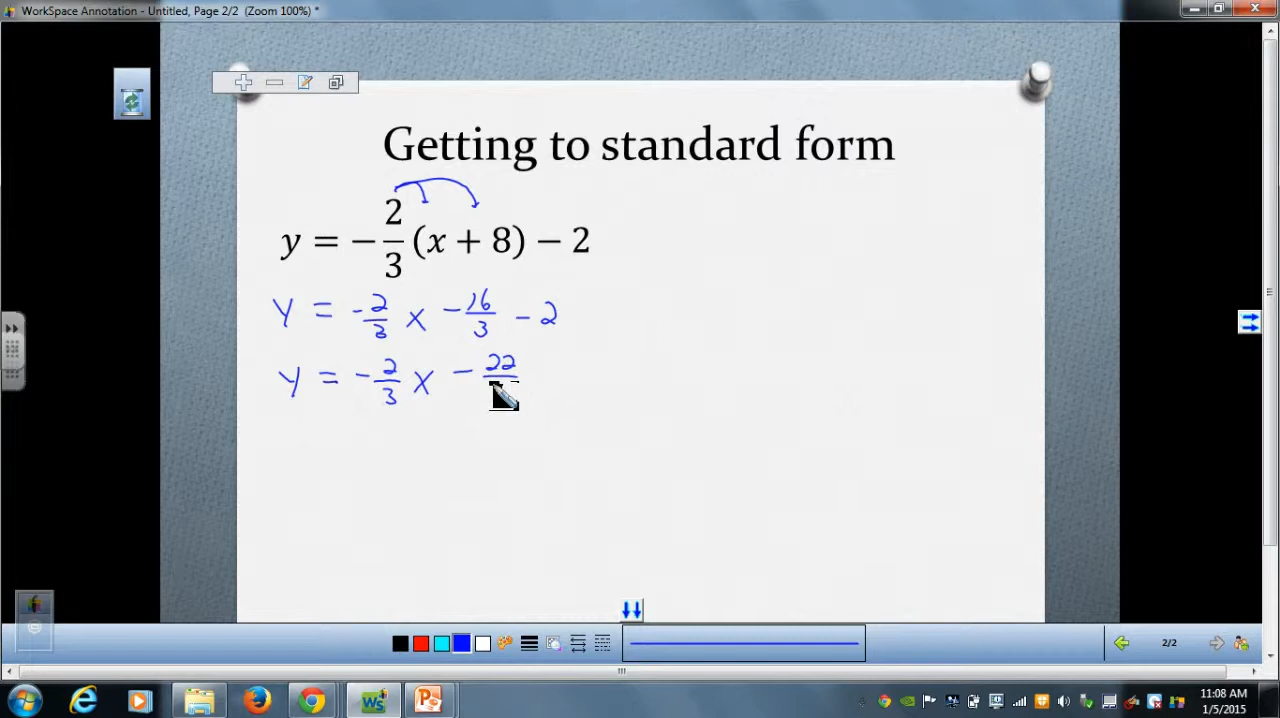 WorkSpace Annotation - Untitled, Page 2/2 (Zoom 100%) *
Getting to standard form
y = −2/3(x + 8) − 2
Y = -2/3 x - 16/3 - 2
Y = -2/3 x - 22
2/2
11:08 AM
1/5/2015